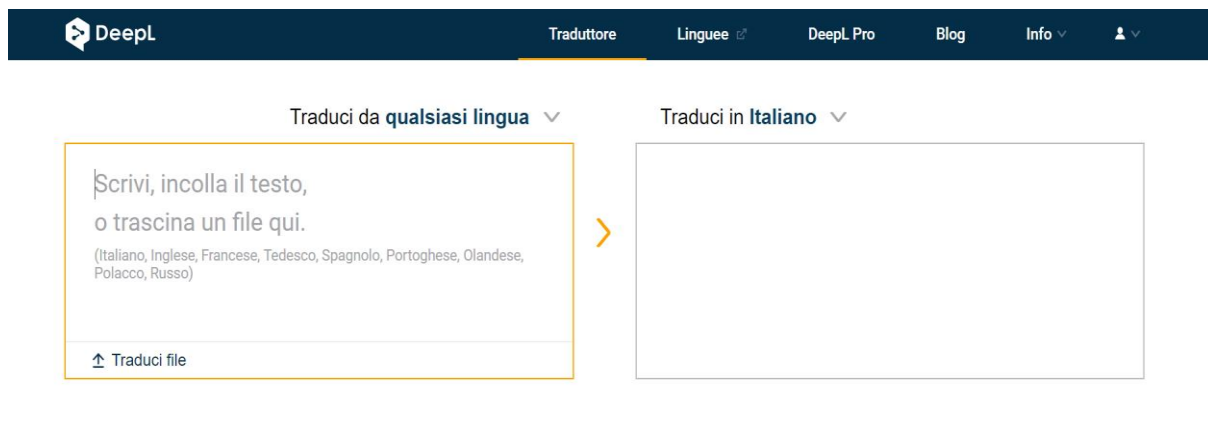 DeepL
Traduttore Linguee DeepL Pro Blog Info
Traduci da qualsiasi lingua
Traduci in Italiano
Scrivi, incolla il testo,
o trascina un file qui.
(Italiano, Inglese, Francese, Tedesco, Spagnolo, Portoghese, Olandese,
Polacco, Russo)
Traduci file